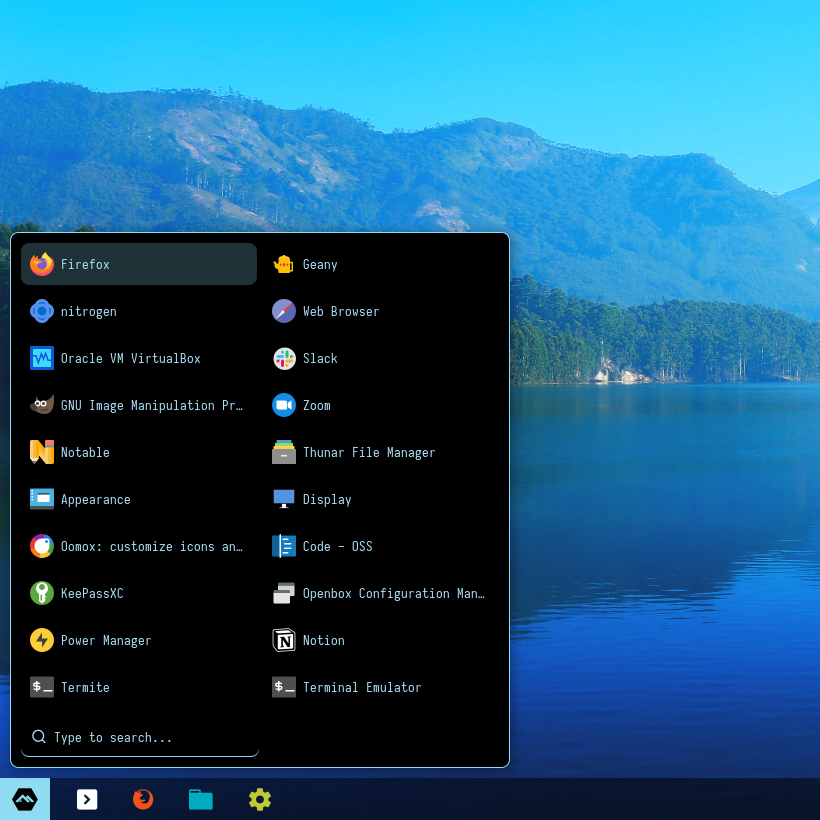 Firefox
Geany
nitrogen
Web Browser
Oracle VM VirtualBox
Slack
GNU Image Manipulation Pr…
Zoom
Notable
Thunar File Manager
Appearance
Display
Oomox: customize icons an…
Code - OSS
KeePassXC
Openbox Configuration Man…
Power Manager
Notion
Termite
Terminal Emulator
Type to search...